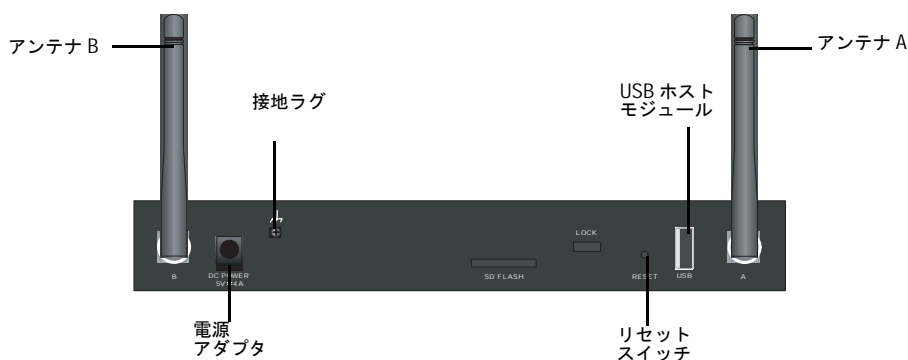 アンテナ B
アンテナ A
接地ラグ
USB ホスト
モジュール
LOCK
B
DC POWER
SD FLASH
RESET
USB
A
電源
アダプタ
リセット
スイッチ